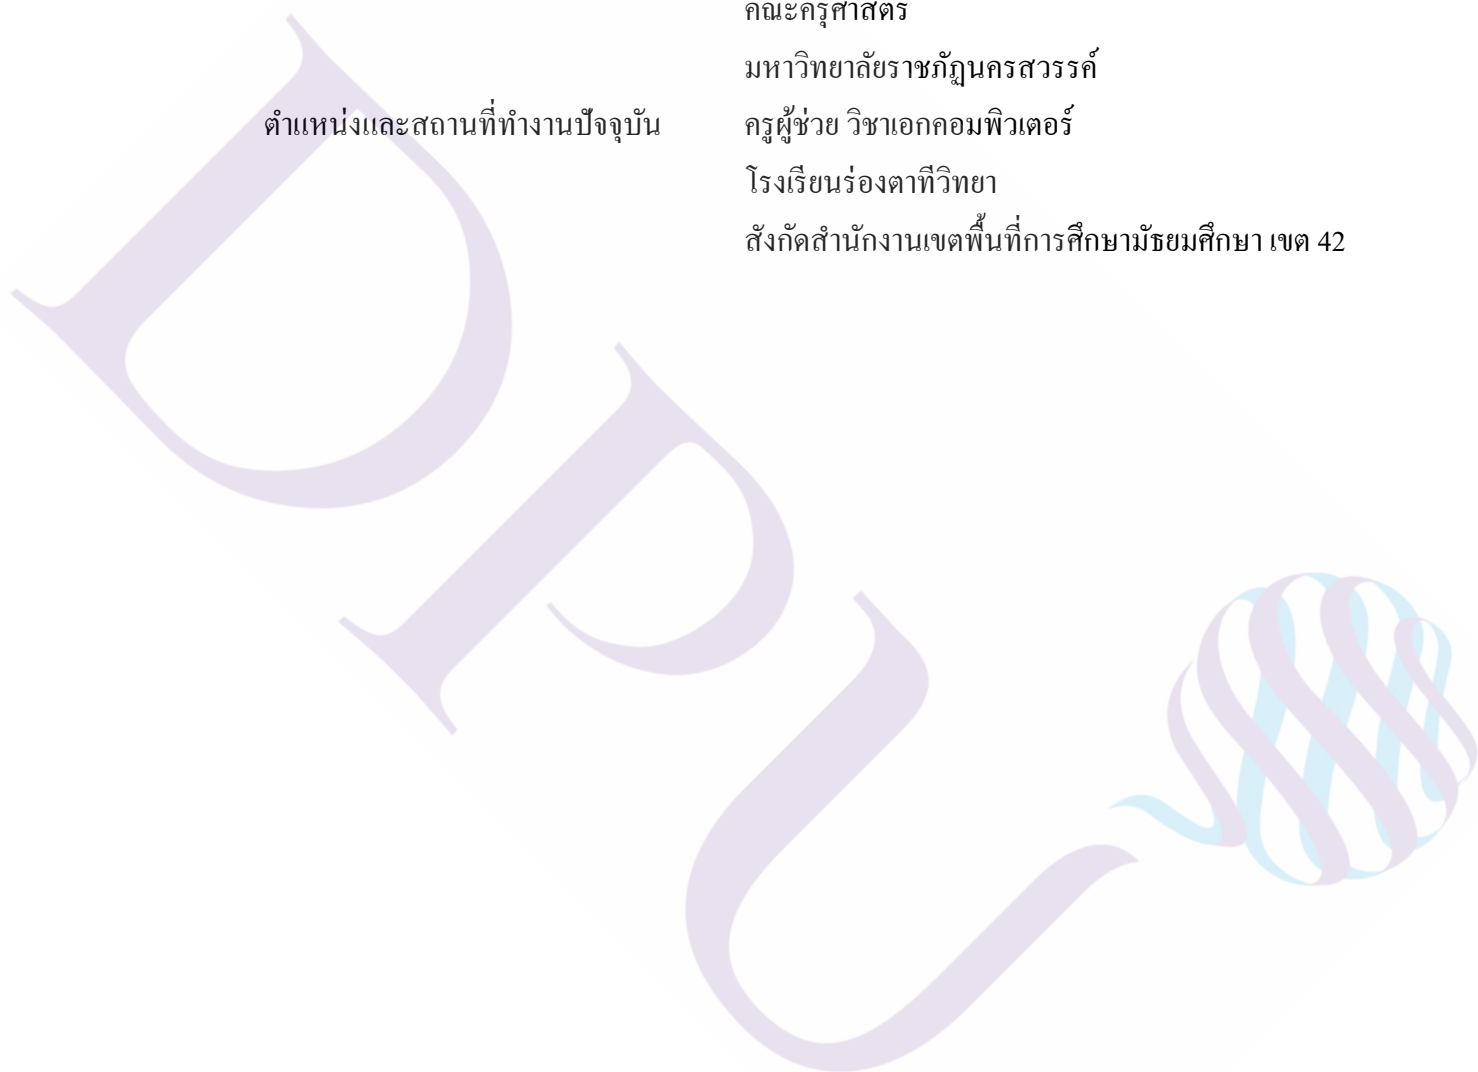 คณะครุศาสตร์
มหาวิทยาลัยราชภัฏนครสวรรค์
ตำแหน่งและสถานที่ทำงานปัจจุบัน ครูผู้ช่วย วิชาเอกคอมพิวเตอร์
โรงเรียนร่องตาทีวิทยา
สังกัดสำนักงานเขตพื้นที่การศึกษามัธยมศึกษา เขต 42
DPU